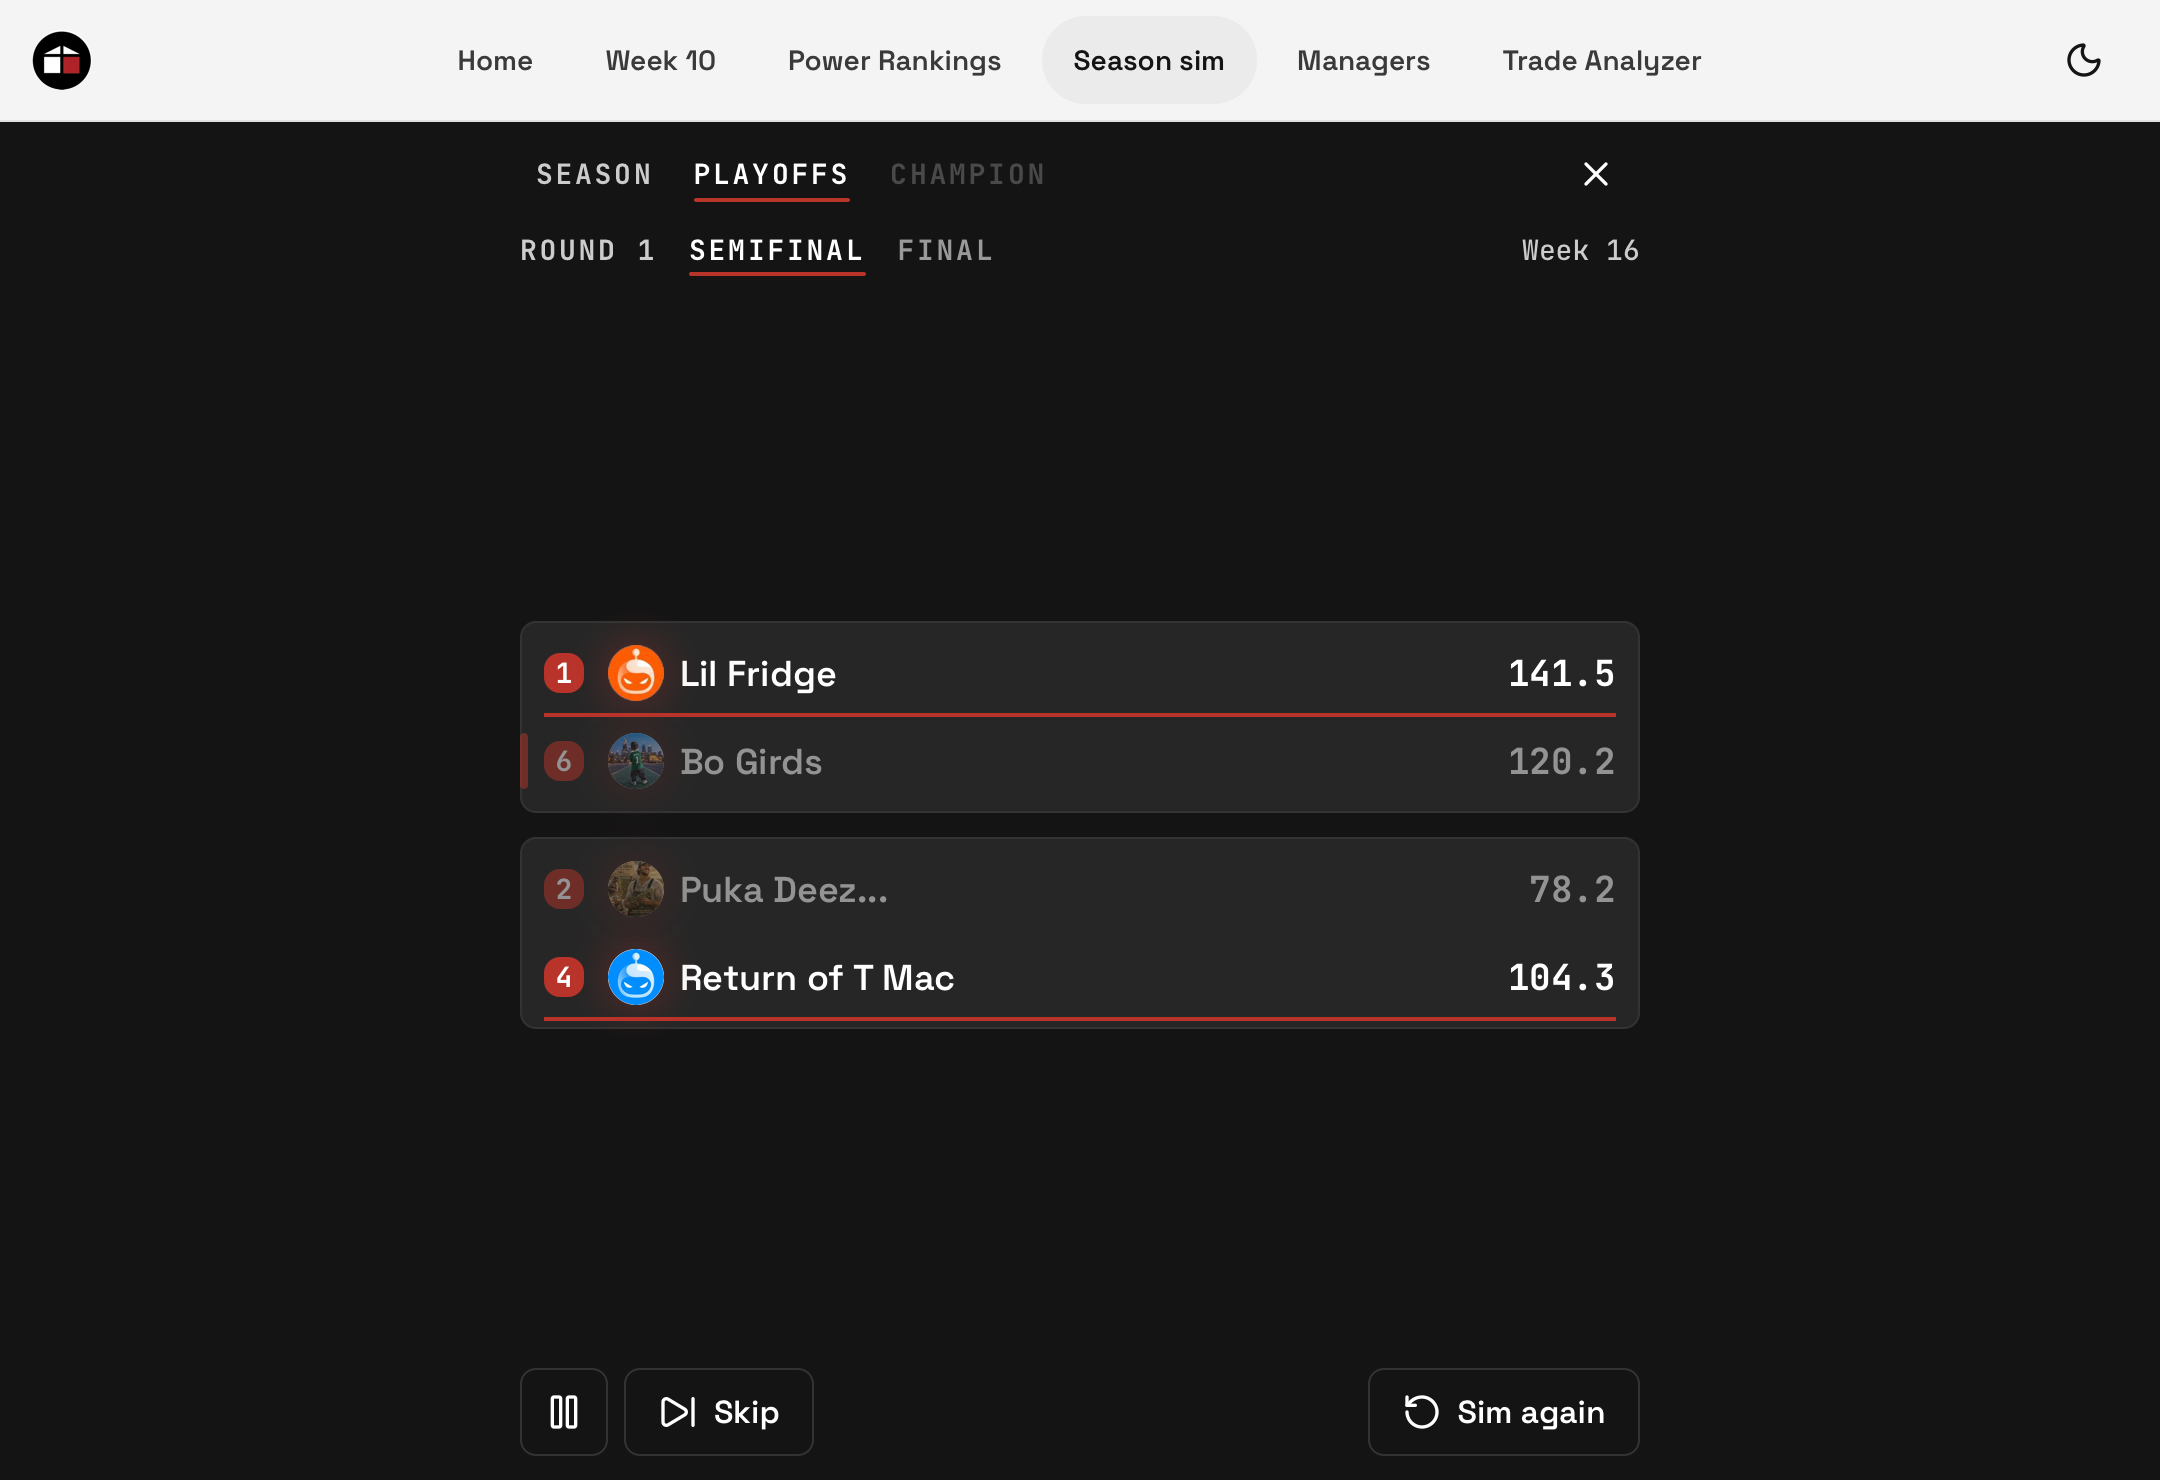 Home Week 10 Power Rankings Season sim Managers Trade Analyzer
SEASON PLAYOFFS CHAMPION
ROUND 1 SEMIFINAL FINAL Week 16
1 Lil Fridge 141.5
6 Bo Girds 120.2
2 Puka Deez... 78.2
4 Return of T Mac 104.3
Skip Sim again